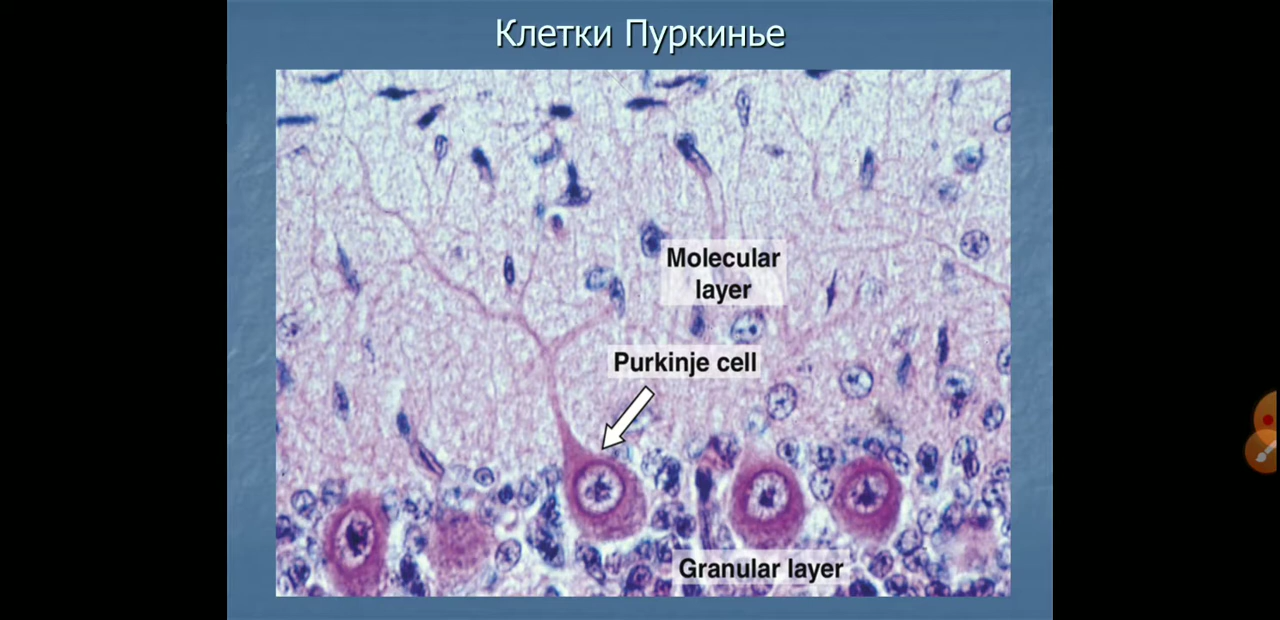 Клетки Пуркинье
Molecular
layer
Purkinje cell
Granular layer